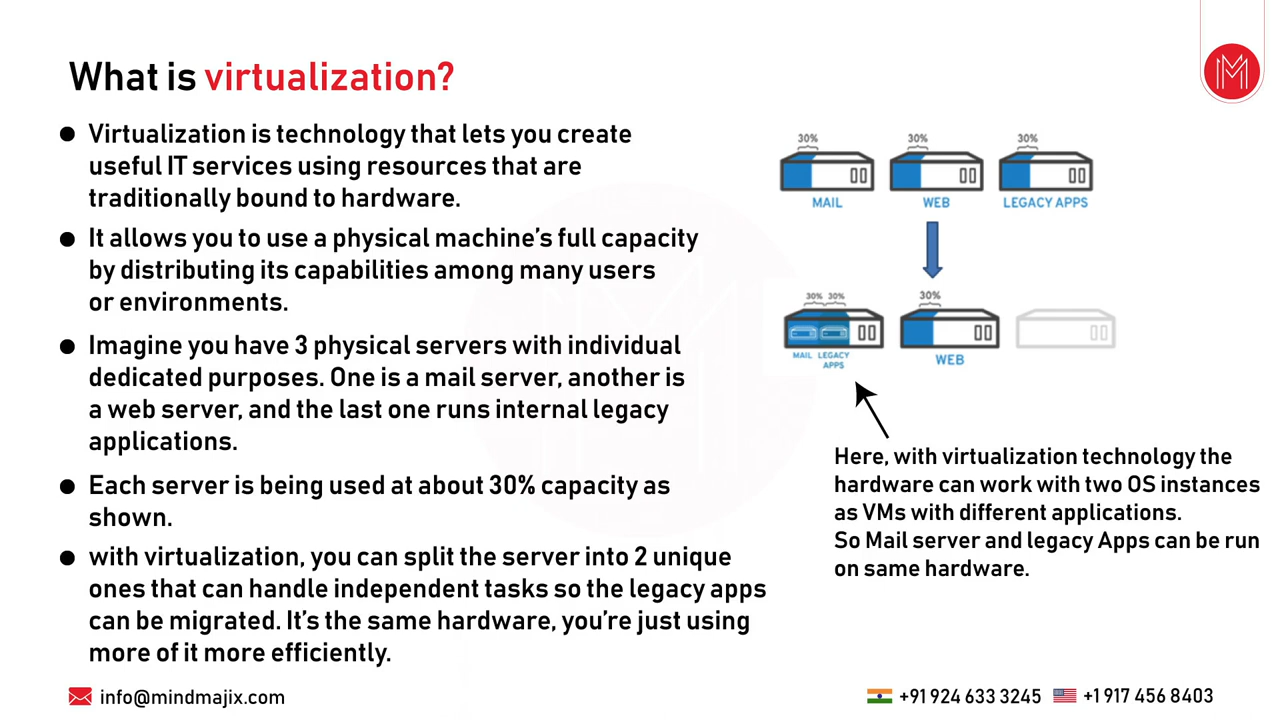 What is virtualization?
● Virtualization is technology that lets you create
useful IT services using resources that are
traditionally bound to hardware.
● It allows you to use a physical machine's full capacity
by distributing its capabilities among many users
or environments.
● Imagine you have 3 physical servers with individual
dedicated purposes. One is a mail server, another is
a web server, and the last one runs internal legacy
applications.
● Each server is being used at about 30% capacity as
shown.
● with virtualization, you can split the server into 2 unique
ones that can handle independent tasks so the legacy apps
can be migrated. It's the same hardware, you're just using
more of it more efficiently.
30% 30% 30%
MAIL WEB LEGACY APPS
30% 30% 30%
MAIL LEGACY
APPS
WEB
Here, with virtualization technology the
hardware can work with two OS instances
as VMs with different applications.
So Mail server and legacy Apps can be run
on same hardware.
info@mindmajix.com
+91 924 633 3245 +1 917 456 8403